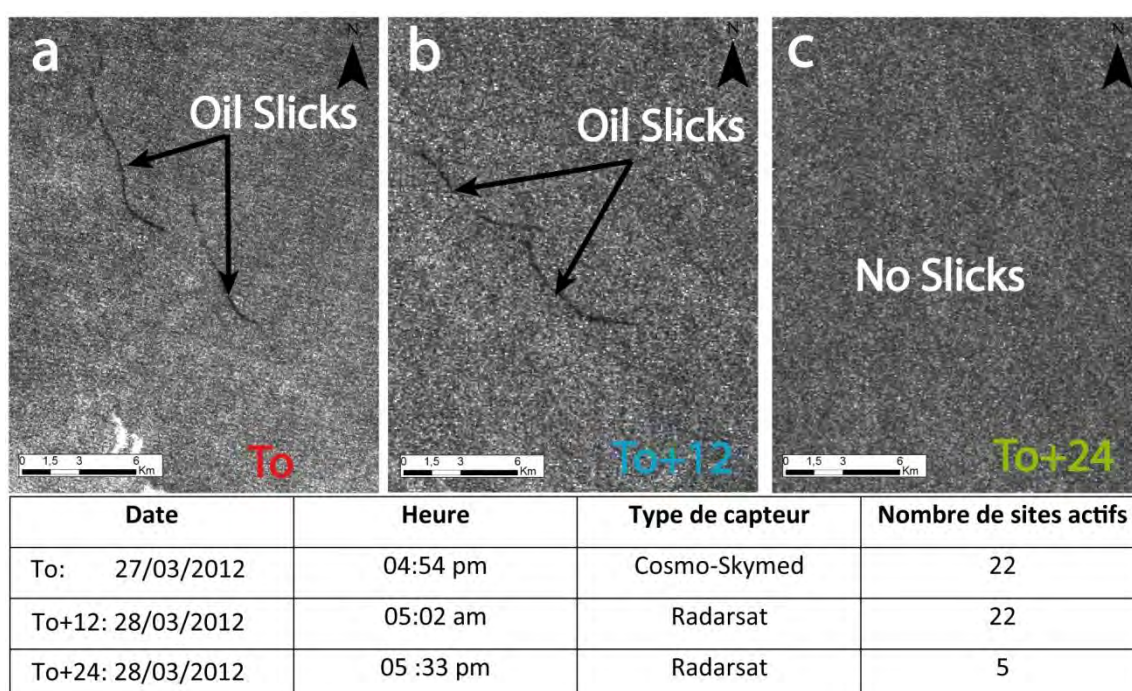 a
N
Oil Slicks
To
0 1,5 3 6
Km
b
N
Oil Slicks
To+12
0 1,5 3 6
Km
c
N
No Slicks
To+24
0 1,5 3 6
Km
Date Heure Type de capteur Nombre de sites actifs
To: 27/03/2012 04:54 pm Cosmo-Skymed 22
To+12: 28/03/2012 05:02 am Radarsat 22
To+24: 28/03/2012 05 :33 pm Radarsat 5